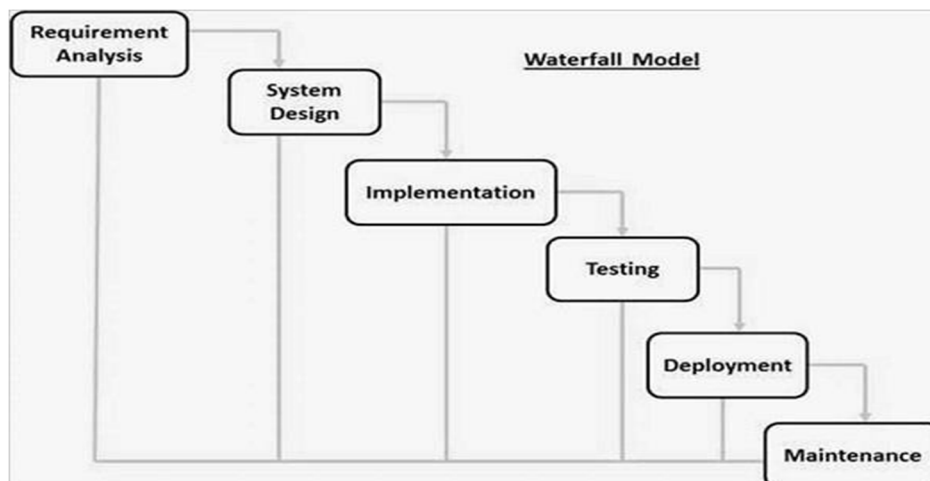 Requirement
Analysis
Waterfall Model
System
Design
Implementation
Testing
Deployment
Maintenance